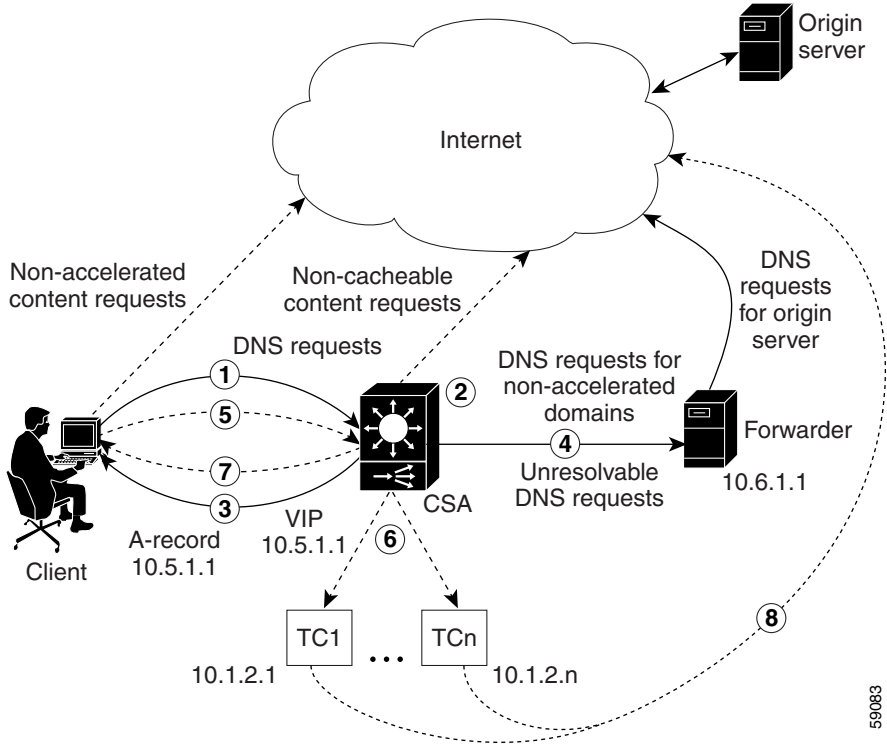 Origin
server
Internet
Non-accelerated
content requests
Non-cacheable
content requests
DNS
requests
for origin
server
DNS requests
1
2
DNS requests for
non-accelerated
domains
5
4
Forwarder
7
Unresolvable
DNS requests
10.6.1.1
3
CSA
VIP
10.5.1.1
A-record
10.5.1.1
6
Client
8
TC1
...
TCn
10.1.2.1
10.1.2.n
59083